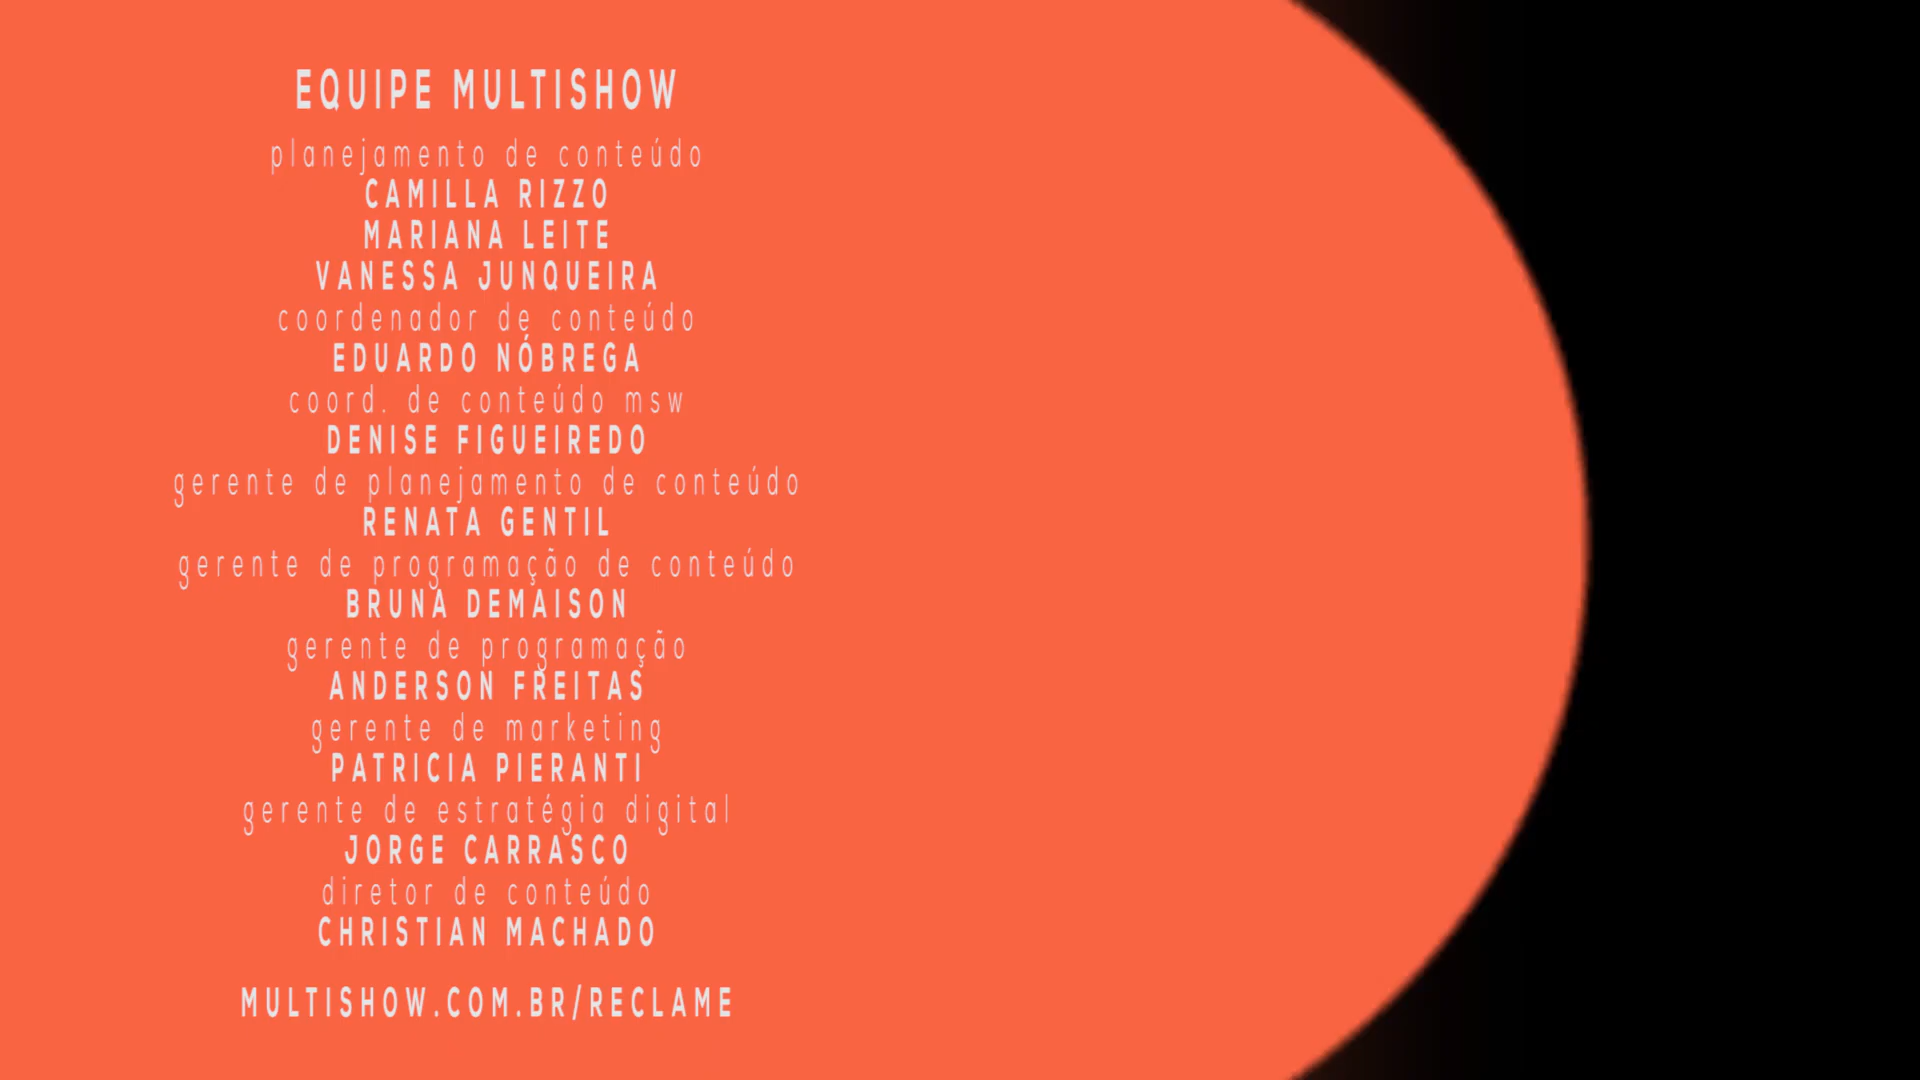 EQUIPE MULTISHOW
planejamento de conteúdo
CAMILLA RIZZO
MARIANA LEITE
VANESSA JUNQUEIRA
coordenador de conteúdo
EDUARDO NÓBREGA
coord. de conteúdo msw
DENISE FIGUEIREDO
gerente de planejamento de conteúdo
RENATA GENTIL
gerente de programação de conteúdo
BRUNA DEMAISON
gerente de programação
ANDERSON FREITAS
gerente de marketing
PATRICIA PIERANTI
gerente de estratégia digital
JORGE CARRASCO
diretor de conteúdo
CHRISTIAN MACHADO
MULTISHOW.COM.BR/RECLAME